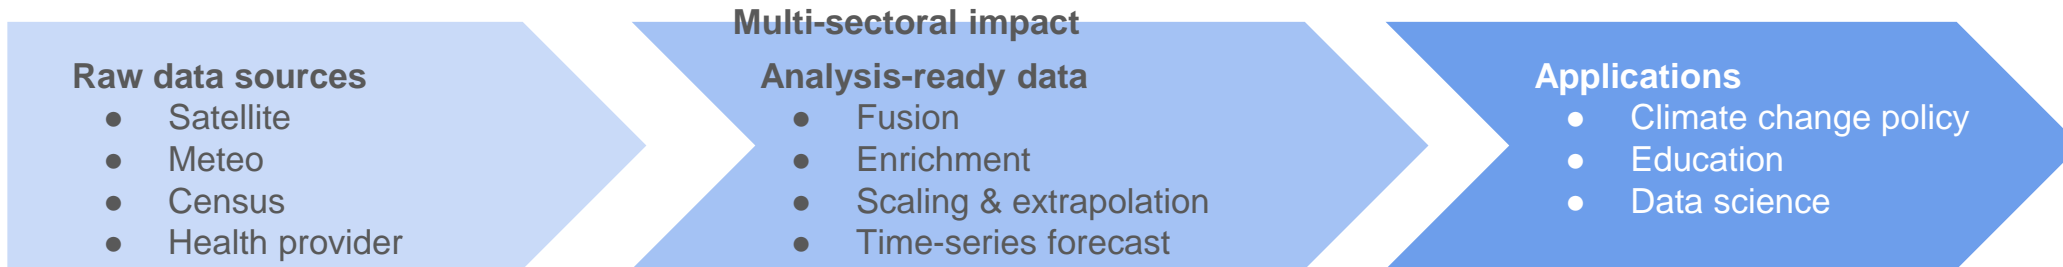 Multi-sectoral impact
Raw data sources
● Satellite
● Meteo
● Census
● Health provider
Analysis-ready data
● Fusion
● Enrichment
● Scaling & extrapolation
● Time-series forecast
Applications
● Climate change policy
● Education
● Data science